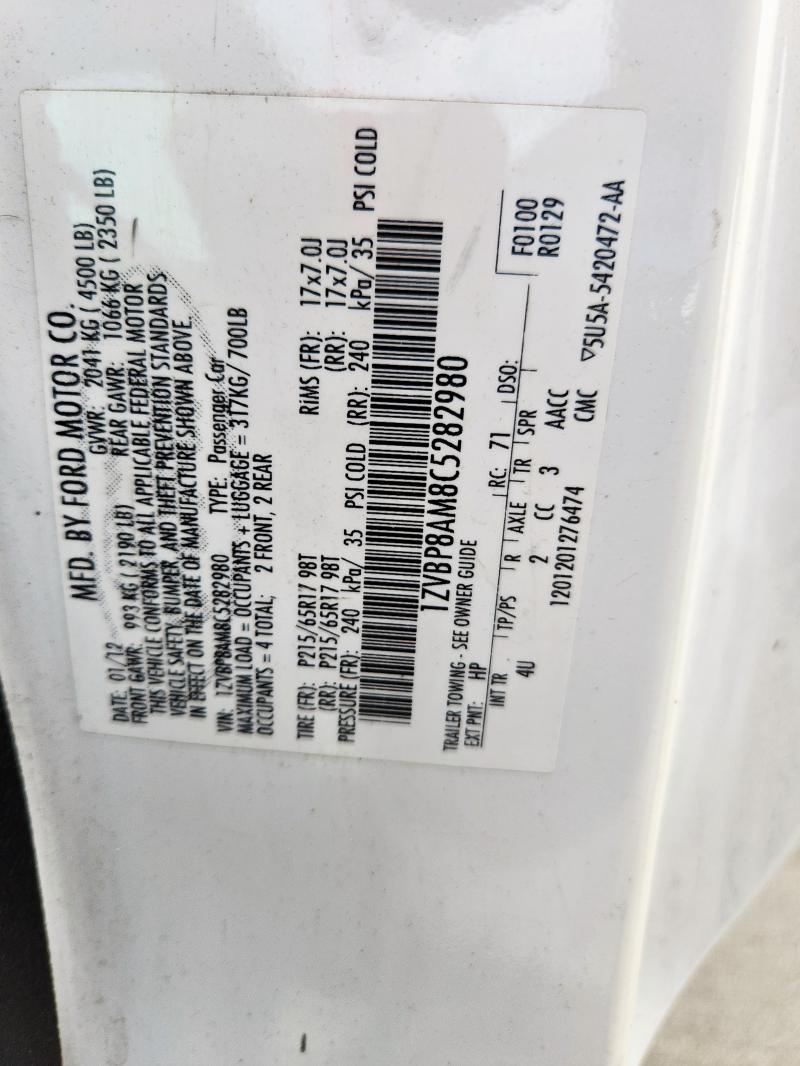 MFD. BY FORD MOTOR CO.
DATE: 01/12 GVWR: 2041 KG ( 4500 LB)
FRONT GAWR: 993 KG ( 2190 LB) REAR GAWR: 1066 KG ( 2350 LB)
THIS VEHICLE CONFORMS TO ALL APPLICABLE FEDERAL MOTOR
VEHICLE SAFETY, BUMPER, AND THEFT PREVENTION STANDARDS
IN EFFECT ON THE DATE OF MANUFACTURE SHOWN ABOVE.
VIN: 1ZVBP8AM8C5282980 TYPE: Passenger Car
MAXIMUM LOAD = OCCUPANTS + LUGGAGE = 317KG/700LB
OCCUPANTS = 4 TOTAL; 2 FRONT, 2 REAR
TIRE (FR): P215/65R17 98T RiMS (FR): 17x7.0J
(RR): P215/65R17 98T (RR): 17x7.0J
PRESSURE (FR): 240 kPa/ 35 PSI COLD (RR): 240 kPa/ 35 PSI COLD
1ZVBP8AM8C5282980
TRAILER TOWING - SEE OWNER GUIDE
EXT PNT: HP RC: 71 DSO: F0100
INT TR TP/PS R AXLE TR SPR R0129
4U 2 CC 3 AACC
1201201276474 CMC
▽5U5A-5420472-AA